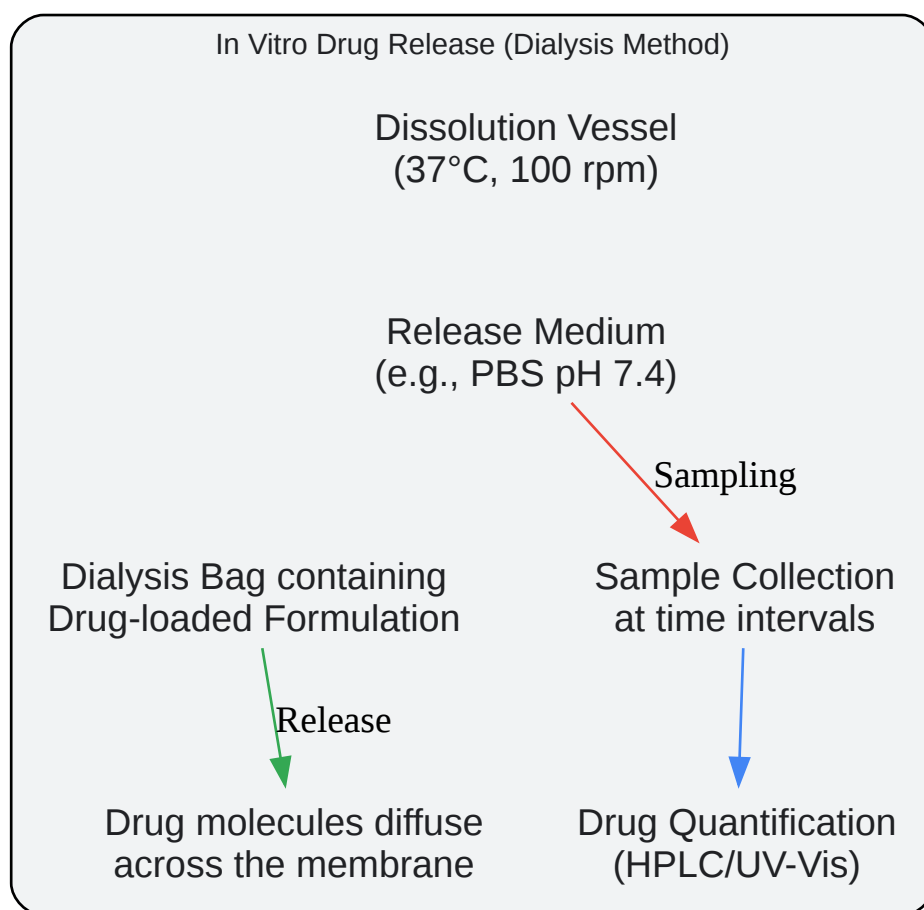 In Vitro Drug Release (Dialysis Method)
Dissolution Vessel
(37°C, 100 rpm)
Release Medium
(e.g., PBS pH 7.4)
Sampling
Dialysis Bag containing
Drug-loaded Formulation
Sample Collection
at time intervals
Release
Drug molecules diffuse
across the membrane
Drug Quantification
(HPLC/UV-Vis)